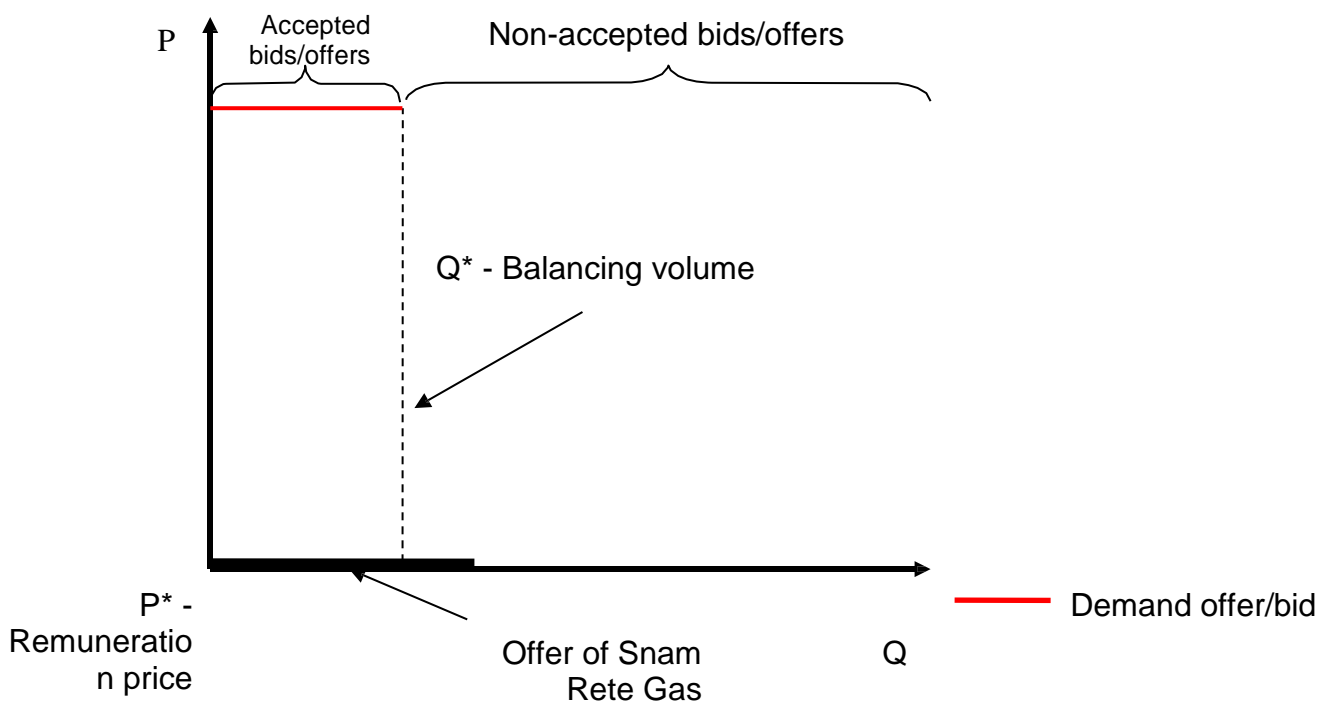 P
Accepted
bids/offers
Non-accepted bids/offers
Q* - Balancing volume
P* -
Remuneratio
n price
Offer of Snam
Rete Gas
Q
Demand offer/bid